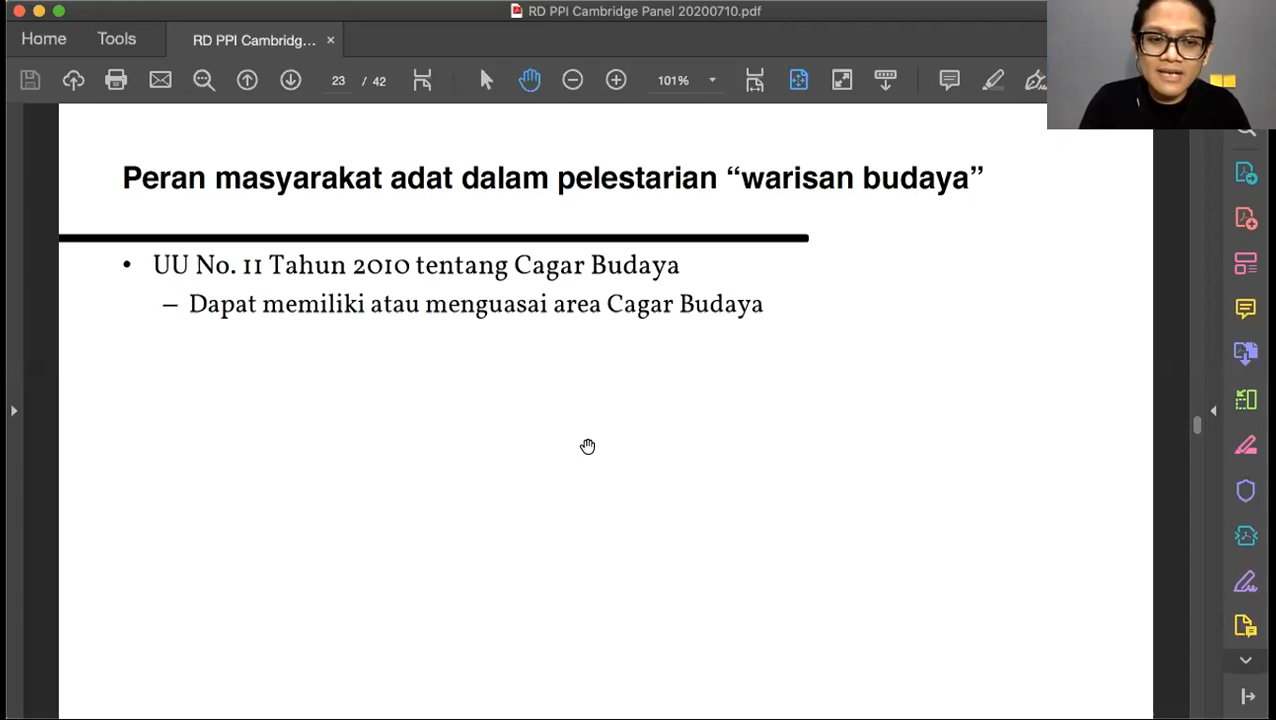 RD PPI Cambridge Panel 20200710.pdf
Home
Tools
RD PPI Cambridg... ×
23 / 42
101%
Peran masyarakat adat dalam pelestarian “warisan budaya”
• UU No. 11 Tahun 2010 tentang Cagar Budaya
– Dapat memiliki atau menguasai area Cagar Budaya